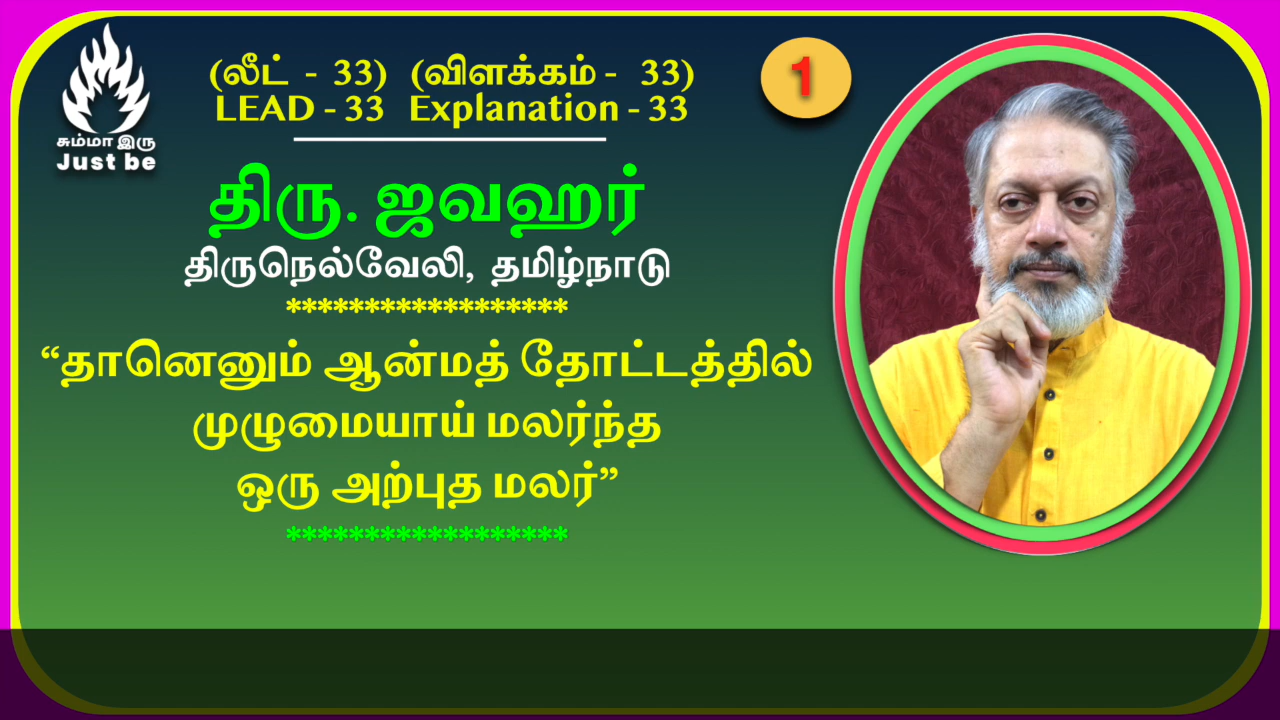 சும்மா இரு
Just be
(லீட் - 33) (விளக்கம் - 33)
LEAD - 33 Explanation - 33
1
திரு. ஜவஹர்
திருநெல்வேலி, தமிழ்நாடு
******************
“தானெனும் ஆன்மத் தோட்டத்தில்
முழுமையாய் மலர்ந்த
ஒரு அற்புத மலர்”
******************